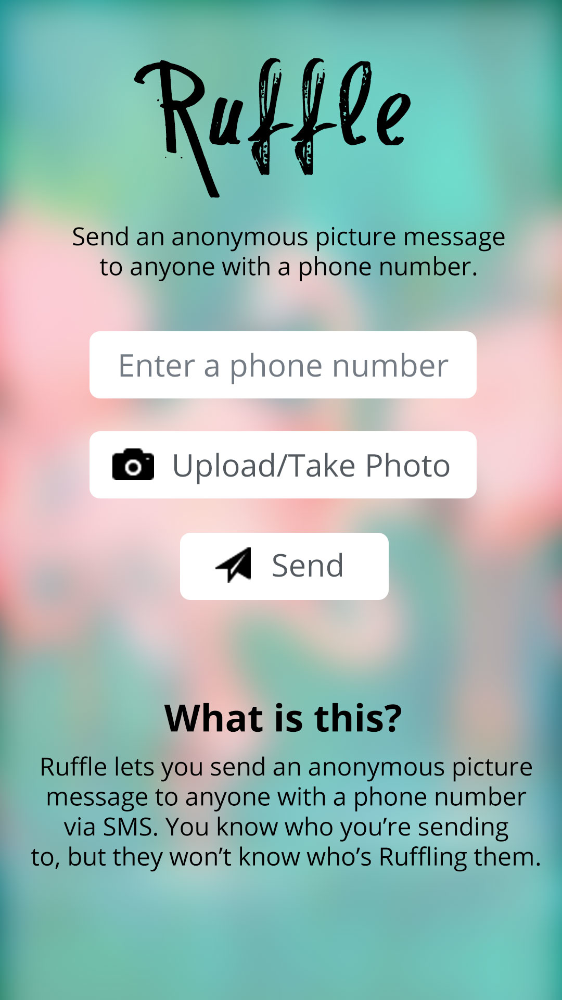 Ruffle
Send an anonymous picture message
to anyone with a phone number.
Enter a phone number
Upload/Take Photo
Send
What is this?
Ruffle lets you send an anonymous picture
message to anyone with a phone number
via SMS. You know who you’re sending
to, but they won’t know who’s Ruffling them.